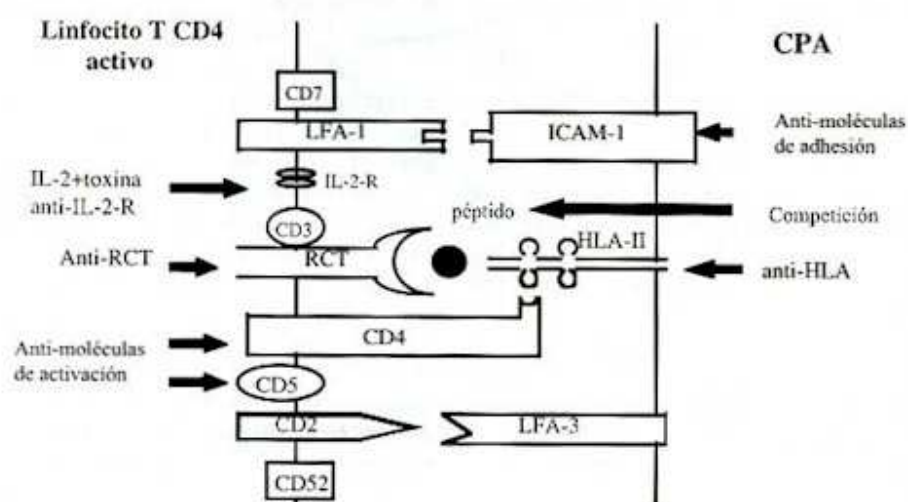 Linfocito T CD4
activo
CPA
CD7
LFA-1
ICAM-1
Anti-moléculas
de adhesión
IL-2+toxina
anti-IL-2-R
IL-2-R
péptido
Competición
CD3
HLA-II
Anti-RCT
RCT
anti-HLA
CD4
Anti-moléculas
de activación
CD5
CD2
LFA-3
CD52